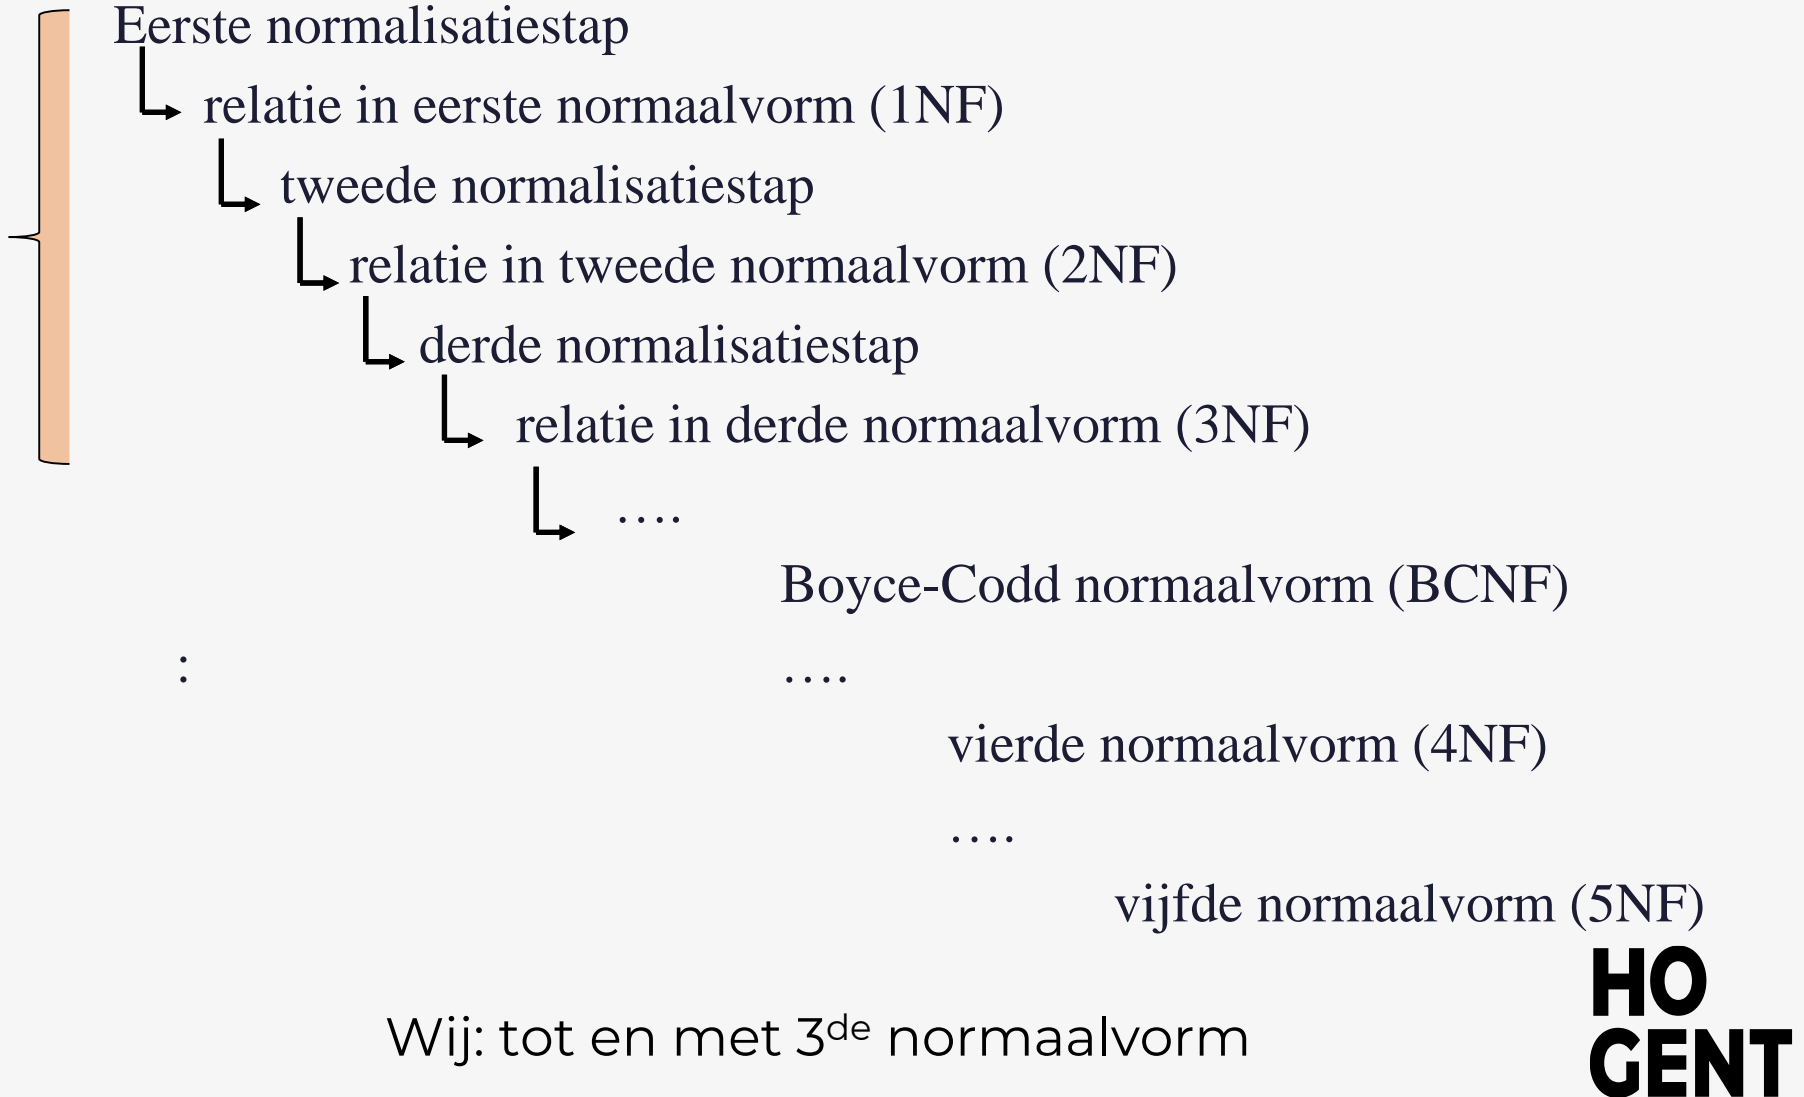 Eerste normalisatiestap
relatie in eerste normaalvorm (1NF)
tweede normalisatiestap
relatie in tweede normaalvorm (2NF)
derde normalisatiestap
relatie in derde normaalvorm (3NF)
….
Boyce-Codd normaalvorm (BCNF)
: ….
vierde normaalvorm (4NF)
….
vijfde normaalvorm (5NF)
Wij: tot en met 3de normaalvorm
HO
GENT